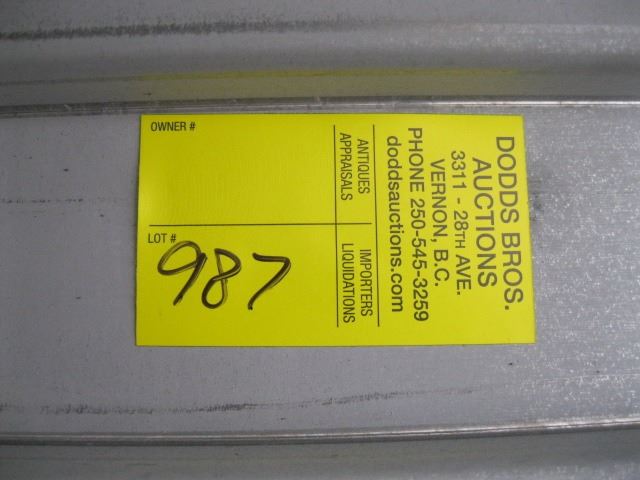 DODDS BROS.
AUCTIONS
3311 - 28TH AVE.
VERNON, B.C.
PHONE 250-545-3259
doddsauctions.com
ANTIQUES
APPRAISALS
IMPORTERS
LIQUIDATIONS
OWNER #
LOT #
987